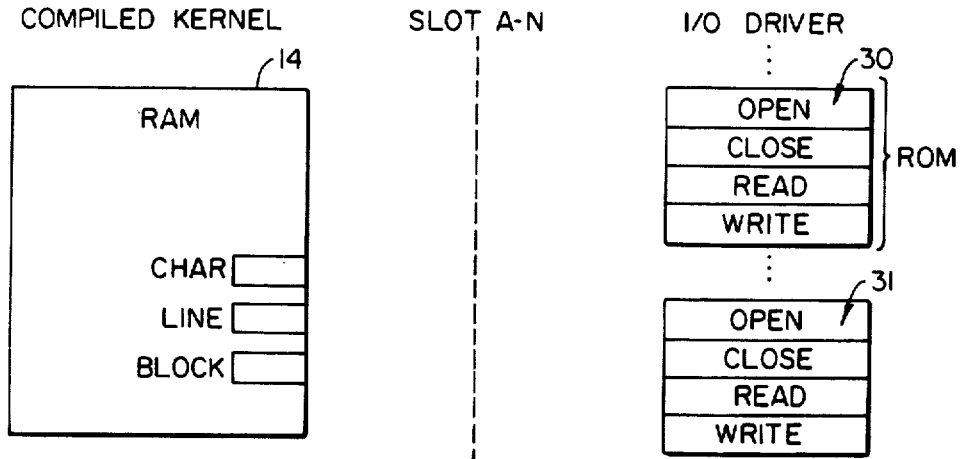 COMPILED KERNEL
SLOT A-N
I/O DRIVER
14
RAM
CHAR
LINE
BLOCK
30
OPEN
CLOSE
READ
WRITE
ROM
31
OPEN
CLOSE
READ
WRITE